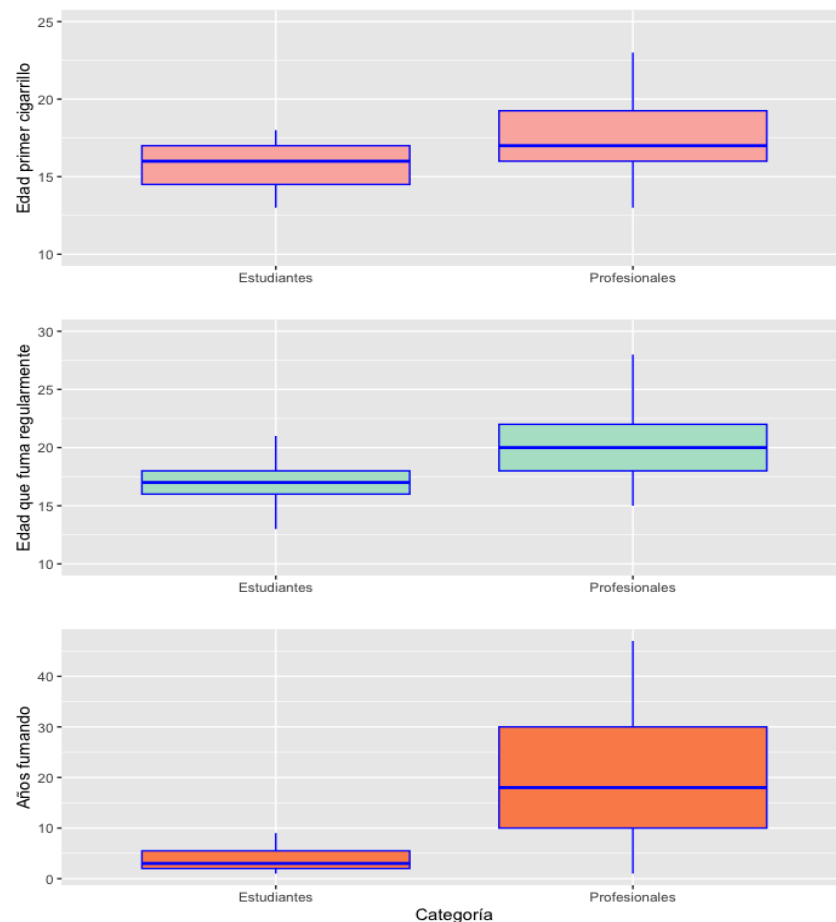 Edad primer cigarrillo
25
20
15
10
Estudiantes Profesionales
Edad que fuma regularmente
30
25
20
15
10
Estudiantes Profesionales
Años fumando
40
30
20
10
0
Estudiantes Profesionales
Categoría